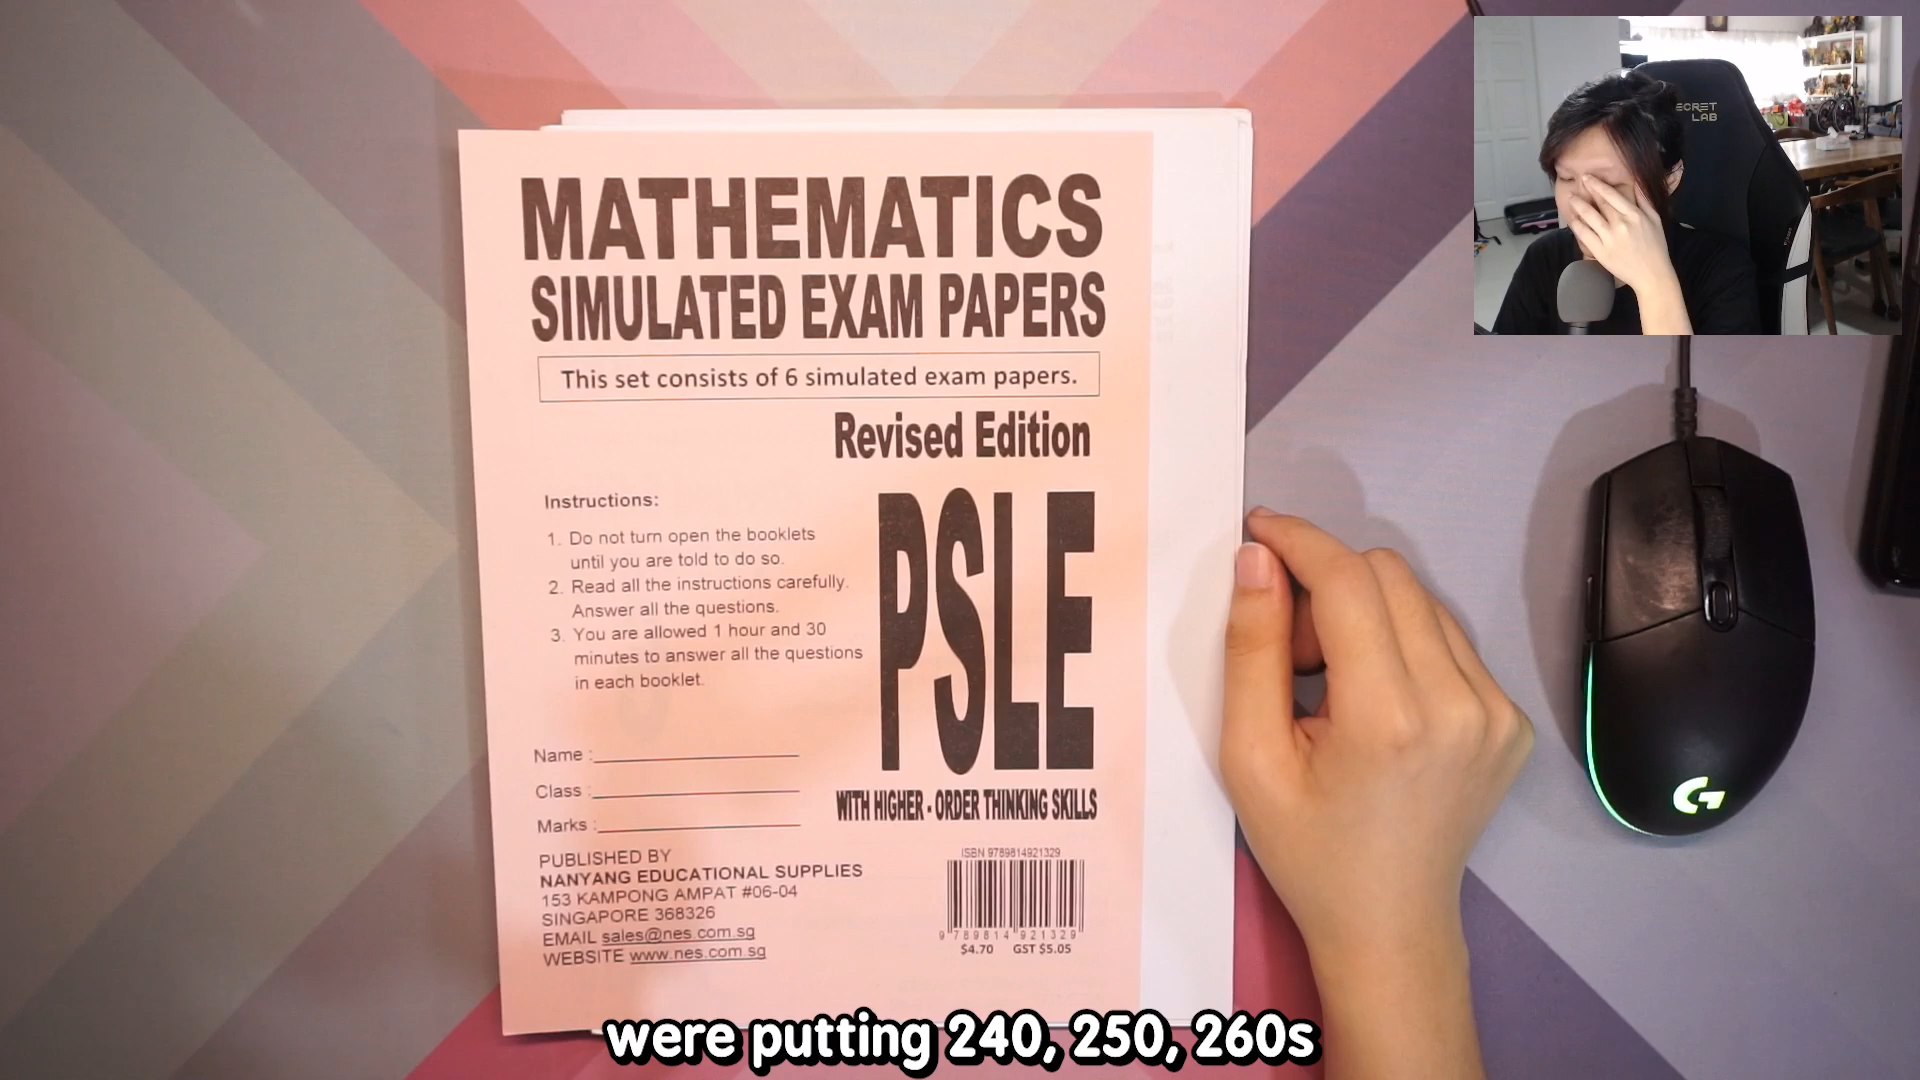 MATHEMATICS
SIMULATED EXAM PAPERS
This set consists of 6 simulated exam papers.
Revised Edition
Instructions:
1. Do not turn open the booklets
until you are told to do so.
2. Read all the instructions carefully.
Answer all the questions.
3. You are allowed 1 hour and 30
minutes to answer all the questions
in each booklet.
PSLE
WITH HIGHER - ORDER THINKING SKILLS
Name :
Class :
Marks :
PUBLISHED BY
NANYANG EDUCATIONAL SUPPLIES
153 KAMPONG AMPAT #06-04
SINGAPORE 368326
EMAIL sales@nes.com.sg
WEBSITE www.nes.com.sg
ISBN 9789814921329
9 789814 921329
$4.70 GST $5.05
ECRET
LAB
G
were putting 240, 250, 260s